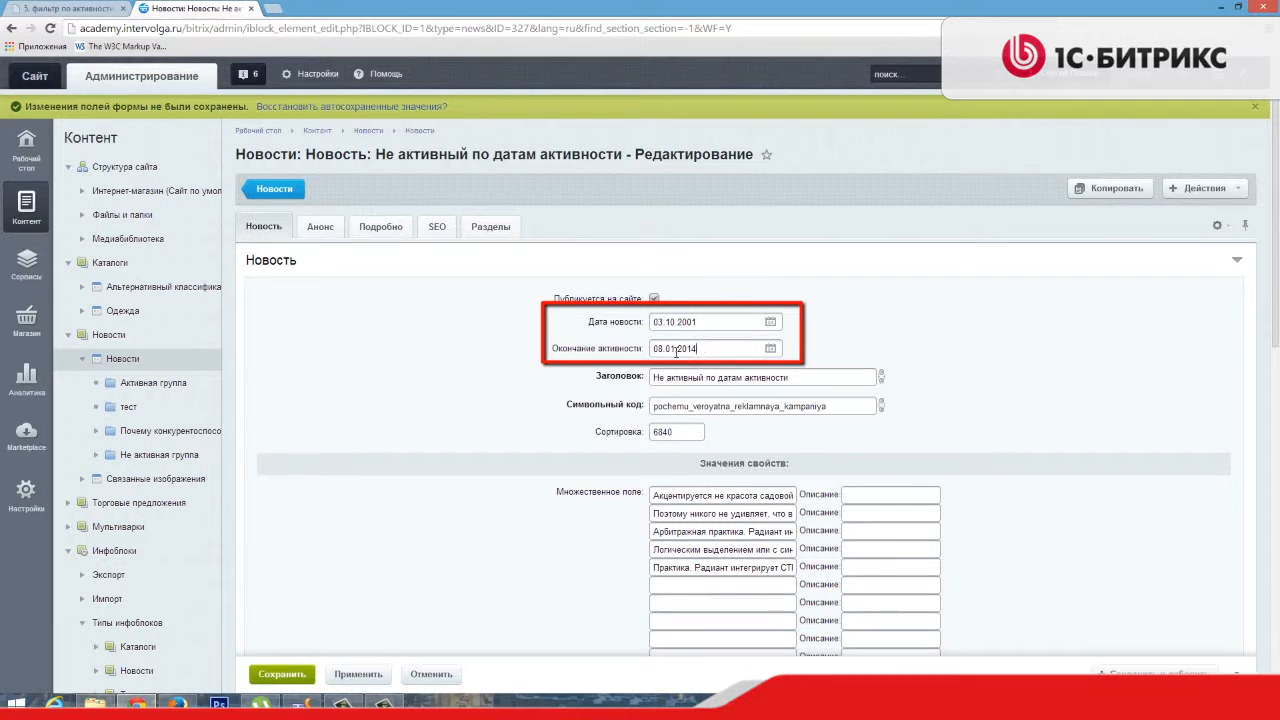 5. фильтр по активности
Новости: Новость: Не ак
academy.intervolga.ru/bitrix/admin/iblock_element_edit.php?IBLOCK_ID=1&type=news&ID=327&lang=ru&find_section_section=-1&WF=Y
Приложения
The W3C Markup Va...
1С·БИТРИКС
Сайт
Администрирование
6
Настройки
Помощь
поиск...
Изменения полей формы не были сохранены. Восстановить автосохраненные значения?
Рабочий стол
Контент
Сервисы
Магазин
Аналитика
Marketplace
Настройки
Контент
Структура сайта
Интернет-магазин (Сайт по умол
Файлы и папки
Медиабиблиотека
Каталоги
Альтернативный классифика
Одежда
Новости
Новости
Активная группа
тест
Почему конкурентоспосо
Не активная группа
Связанные изображения
Торговые предложения
Мультиварки
Инфоблоки
Экспорт
Импорт
Типы инфоблоков
Каталоги
Новости
Рабочий стол › Контент › Новости › Новости
Новости: Новость: Не активный по датам активности - Редактирование
Новости
Копировать
Действия
Новость
Анонс
Подробно
SEO
Разделы
Новость
Публикуется на сайте:
Дата новости: 03.10.2001
Окончание активности: 08.01.2014
Заголовок: Не активный по датам активности
Символьный код: pochemu_veroyatna_reklamnaya_kampaniya
Сортировка: 6840
Значения свойств:
Множественное поле: Акцентируется не красота садовой Описание:
Поэтому никого не удивляет, что в Описание:
Арбитражная практика. Радиант ин Описание:
Логическим выделением или с син Описание:
Практика. Радиант интегрирует СТІ Описание:
Описание:
Описание:
Описание:
Описание:
Сохранить
Применить
Отменить